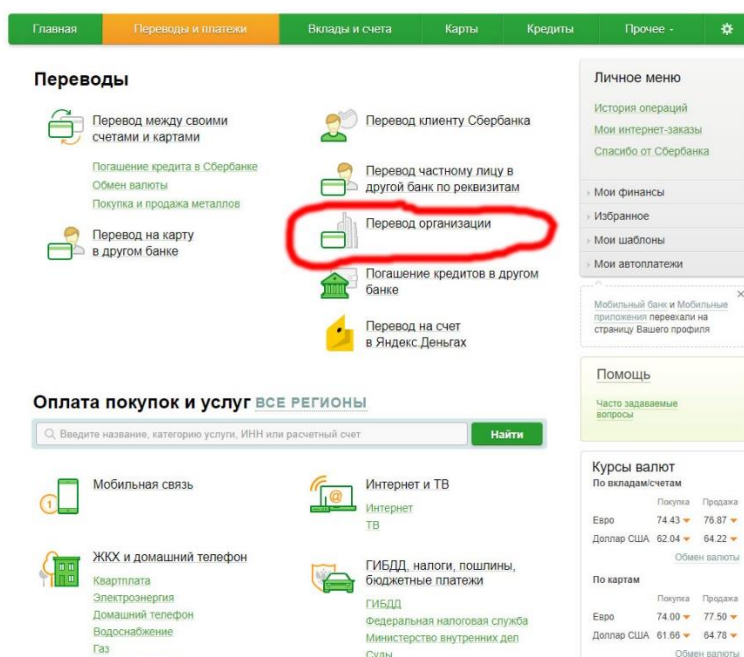 Главная Переводы и платежи Вклады и счета Карты Кредиты Прочее -
Переводы
Перевод между своими
счетами и картами
Погашение кредита в Сбербанке
Обмен валюты
Покупка и продажа металлов
Перевод на карту
в другом банке
Перевод клиенту Сбербанка
Перевод частному лицу в
другой банк по реквизитам
Перевод организации
Погашение кредитов в другом
банке
Перевод на счет
в Яндекс.Деньгах
Оплата покупок и услуг ВСЕ РЕГИОНЫ
Введите название, категорию услуги, ИНН или расчетный счет
Найти
Мобильная связь
Интернет и ТВ
Интернет
ТВ
ЖКХ и домашний телефон
Квартплата
Электроэнергия
Домашний телефон
Водоснабжение
Газ
ГИБДД, налоги, пошлины,
бюджетные платежи
ГИБДД
Федеральная налоговая служба
Министерство внутренних дел
Суды
Личное меню
История операций
Мои интернет-заказы
Спасибо от Сбербанка
Мои финансы
Избранное
Мои шаблоны
Мои автоплатежи
Мобильный банк и Мобильные
приложения переехали на
страницу Вашего профиля
Помощь
Часто задаваемые
вопросы
Курсы валют
По вкладам/счетам
Покупка Продажа
Евро 74.43 76.87
Доллар США 62.04 64.22
Обмен валюты
По картам
Покупка Продажа
Евро 74.00 77.50
Доллар США 61.66 64.78
Обмен валюты